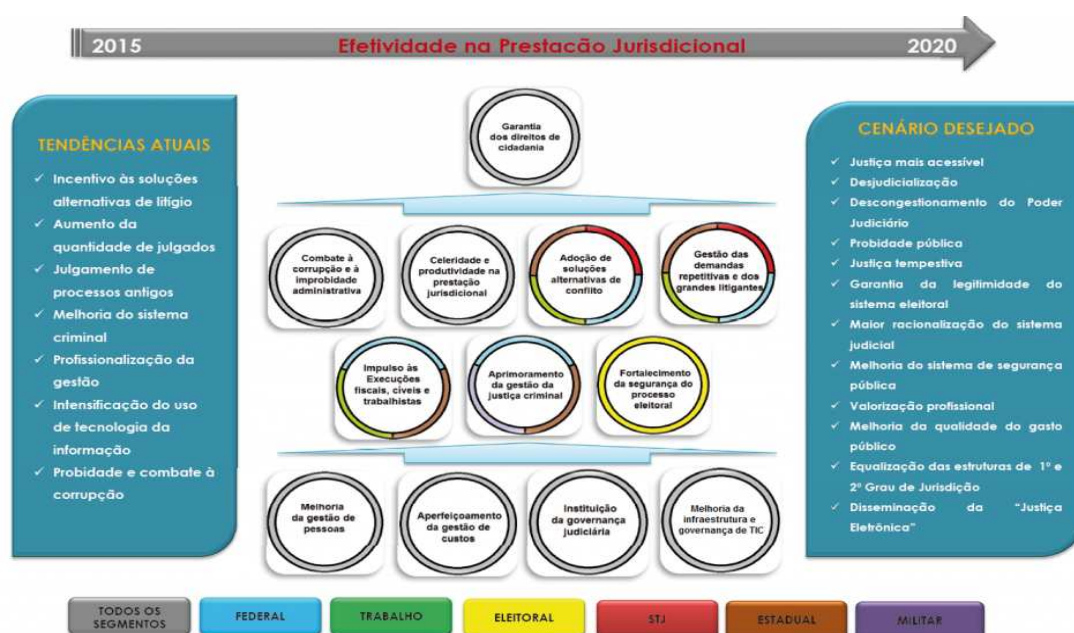 2015
Efetividade na Prestacão Jurisdicional
2020
TENDÊNCIAS ATUAIS
✓ Incentivo às soluções
alternativas de litígio
✓ Aumento da
quantidade de julgados
✓ Julgamento de
processos antigos
✓ Melhoria do sistema
criminal
✓ Profissionalização da
gestão
✓ Intensificação do uso
de tecnologia da
informação
✓ Probidade e combate à
corrupção
Garantia
dos direitos de
cidadania
Combate à
corrupção e à
improbidade
administrativa
Celeridade e
produtividade na
prestação
jurisdicional
Adoção de
soluções
alternativas de
conflito
Gestão das
demandas
repetitivas e dos
grandes litigantes
Impulso às
Execuções
fiscais, cíveis e
trabalhistas
Aprimoramento
da gestão da
justiça criminal
Fortalecimento
da segurança do
processo
eleitoral
Melhoria
da gestão de
pessoas
Aperfeiçoamento
da gestão de
custos
Instituição
da governança
judiciária
Melhoria da
infraestrutura e
governança de TIC
CENÁRIO DESEJADO
✓ Justiça mais acessível
✓ Desjudicialização
✓ Descongestionamento do Poder
Judiciário
✓ Probidade pública
✓ Justiça tempestiva
✓ Garantia da legitimidade do
sistema eleitoral
✓ Maior racionalização do sistema
judicial
✓ Melhoria do sistema de segurança
pública
✓ Valorização profissional
✓ Melhoria da qualidade do gasto
público
✓ Equalização das estruturas de 1º e
2º Grau de Jurisdição
✓ Disseminação da "Justiça
Eletrônica"
TODOS OS
SEGMENTOS
FEDERAL
TRABALHO
ELEITORAL
STJ
ESTADUAL
MILITAR